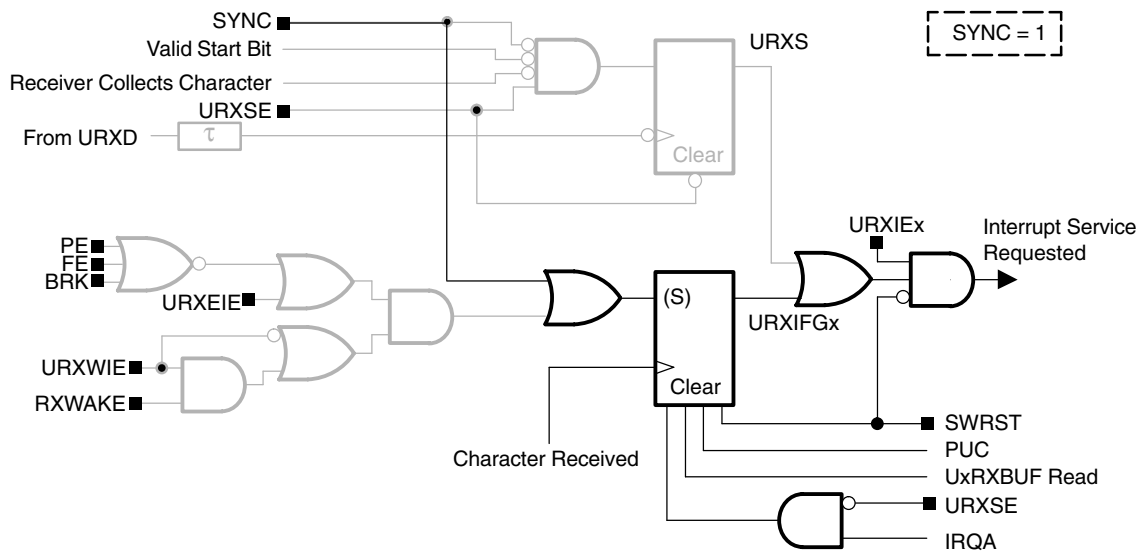 SYNC
SYNC = 1
Valid Start Bit
URXS
Receiver Collects Character
URXSE
From URXD
τ
Clear
PE
FE
BRK
URXEIE
URXWIE
RXWAKE
(S)
Clear
URXIFGx
URXIEx
Interrupt Service
Requested
Character Received
SWRST
PUC
UxRXBUF Read
URXSE
IRQA